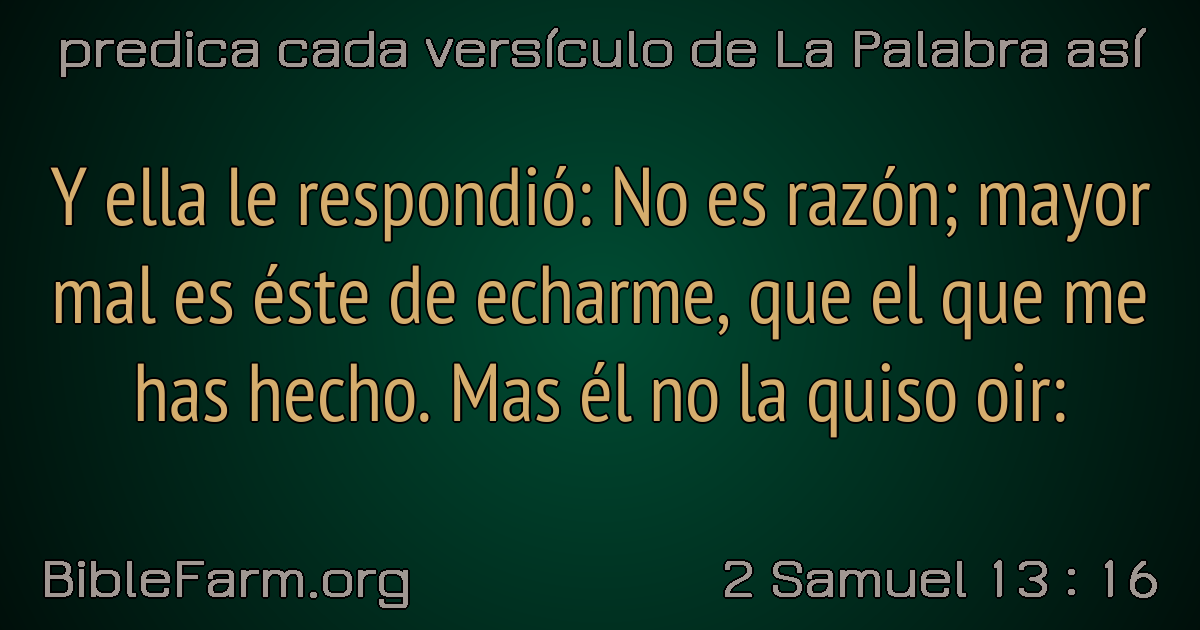 predica cada versículo de La Palabra así
Y ella le respondió: No es razón; mayor
mal es éste de echarme, que el que me
has hecho. Mas él no la quiso oir:
BibleFarm.org
2 Samuel 13 : 16